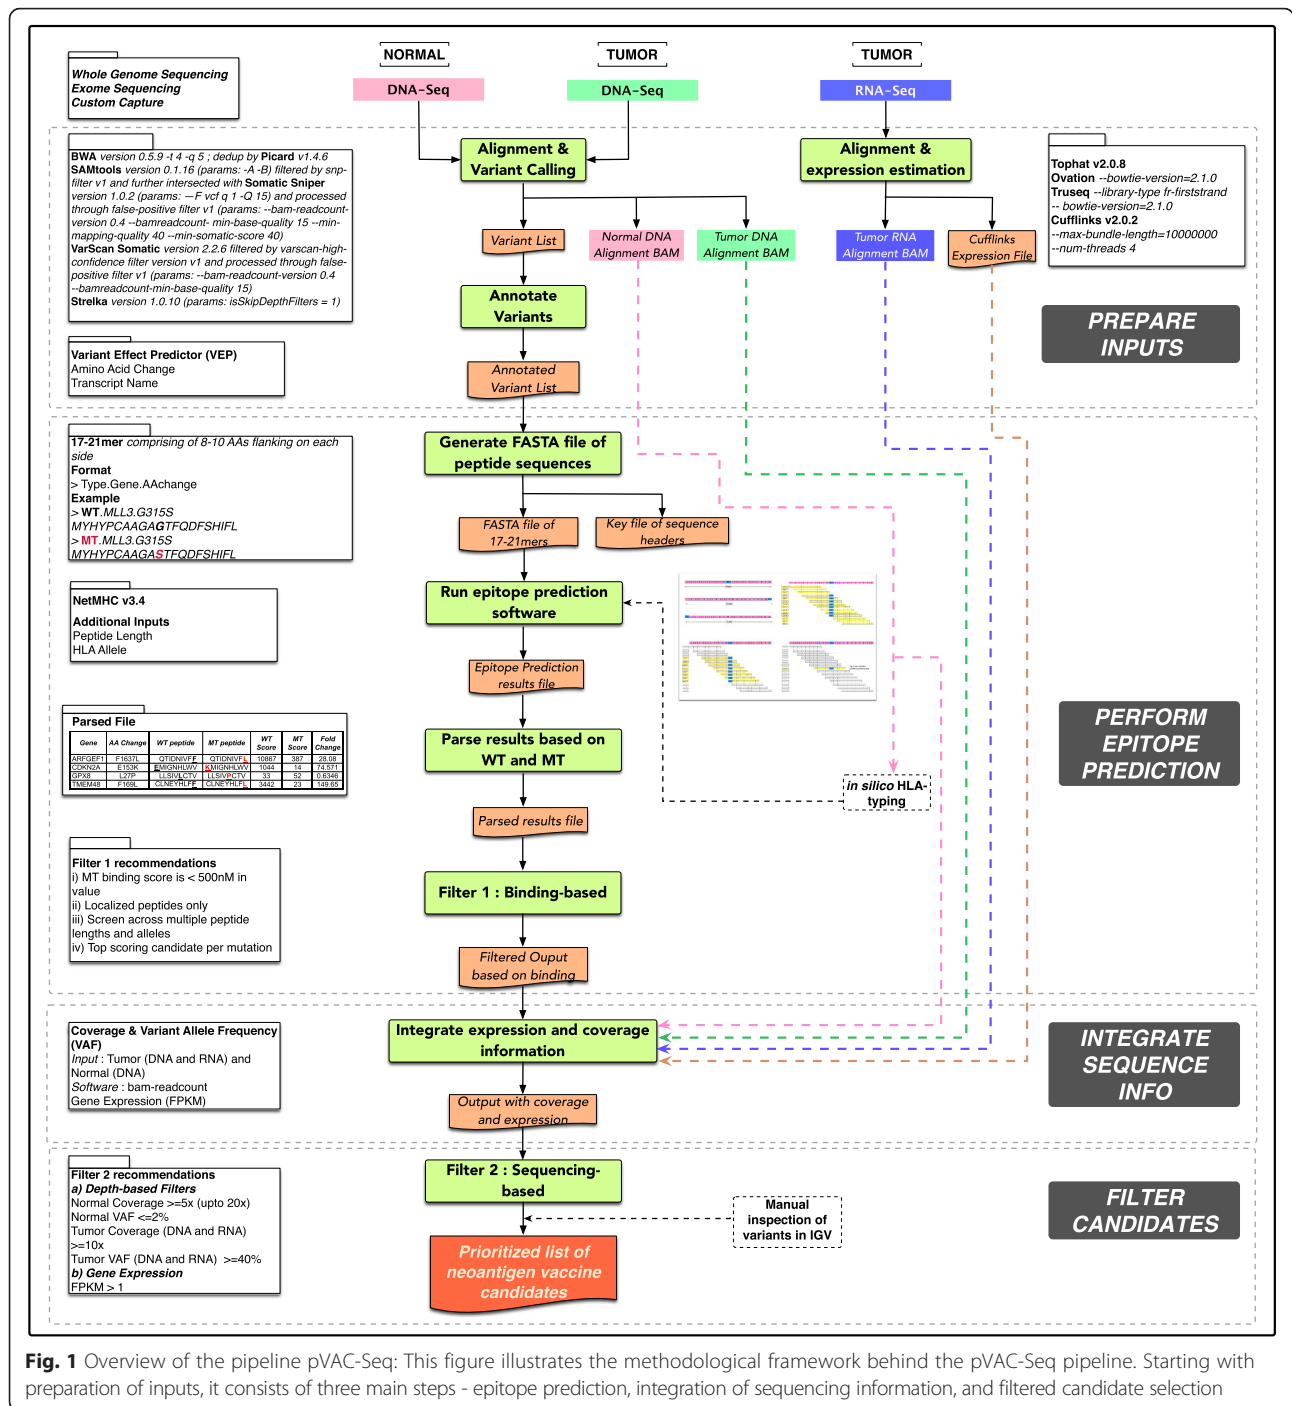 NORMAL
TUMOR
TUMOR
DNA-Seq
DNA-Seq
RNA-Seq
Whole Genome Sequencing
Exome Sequencing
Custom Capture
BWA version 0.5.9 -t 4 -q 5 ; dedup by Picard v1.4.6
SAMtools version 0.1.16 (params: -A -B) filtered by snp-
filter v1 and further intersected with Somatic Sniper
version 1.0.2 (params: —F vcf q 1 -Q 15) and processed
through false-positive filter v1 (params: --bam-readcount-
version 0.4 --bamreadcount- min-base-quality 15 --min-
mapping-quality 40 --min-somatic-score 40)
VarScan Somatic version 2.2.6 filtered by varscan-high-
confidence filter version v1 and processed through false-
positive filter v1 (params: --bam-readcount-version 0.4
--bamreadcount-min-base-quality 15)
Strelka version 1.0.10 (params: isSkipDepthFilters = 1)
Alignment &
Variant Calling
Alignment &
expression estimation
Tophat v2.0.8
Ovation --bowtie-version=2.1.0
Truseq --library-type fr-firststrand
-- bowtie-version=2.1.0
Cufflinks v2.0.2
--max-bundle-length=10000000
--num-threads 4
Variant List
Normal DNA
Alignment BAM
Tumor DNA
Alignment BAM
Tumor RNA
Alignment BAM
Cufflinks
Expression File
Annotate
Variants
PREPARE
INPUTS
Variant Effect Predictor (VEP)
Amino Acid Change
Transcript Name
Annotated
Variant List
17-21mer comprising of 8-10 AAs flanking on each
side
Format
> Type.Gene.AAchange
Example
> WT.MLL3.G315S
MYHYPCAAGAGTFQDFSHIFL
> MT.MLL3.G315S
MYHYPCAAGASTFQDFSHIFL
Generate FASTA file of
peptide sequences
FASTA file of
17-21mers
Key file of sequence
headers
NetMHC v3.4
Additional Inputs
Peptide Length
HLA Allele
Run epitope prediction
software
Epitope Prediction
results file
Parsed File
Gene AA Change WT peptide MT peptide WT Score MT Score Fold Change
ARFGEF1 F1637L QTIDNIVFF QTIDNIVFL 10867 387 28.08
CDKN2A E153K EMIGNHLWV KMIGNHLWV 1044 14 74.571
GPX8 L27P LLSIVLCTV LLSIVPCTV 33 52 0.6346
TMEM48 F169L CLNEYHLFF CLNEYHLFL 3442 23 149.65
Parse results based on
WT and MT
PERFORM
EPITOPE
PREDICTION
in silico HLA-
typing
Parsed results file
Filter 1 recommendations
i) MT binding score is < 500nM in
value
ii) Localized peptides only
iii) Screen across multiple peptide
lengths and alleles
iv) Top scoring candidate per mutation
Filter 1 : Binding-based
Filtered Ouput
based on binding
Coverage & Variant Allele Frequency
(VAF)
Input : Tumor (DNA and RNA) and
Normal (DNA)
Software : bam-readcount
Gene Expression (FPKM)
Integrate expression and coverage
information
INTEGRATE
SEQUENCE
INFO
Output with coverage
and expression
Filter 2 recommendations
a) Depth-based Filters
Normal Coverage >=5x (upto 20x)
Normal VAF <=2%
Tumor Coverage (DNA and RNA)
>=10x
Tumor VAF (DNA and RNA) >=40%
b) Gene Expression
FPKM > 1
Filter 2 : Sequencing-
based
Manual
inspection of
variants in IGV
FILTER
CANDIDATES
Prioritized list of
neoantigen vaccine
candidates
Fig. 1 Overview of the pipeline pVAC-Seq: This figure illustrates the methodological framework behind the pVAC-Seq pipeline. Starting with
preparation of inputs, it consists of three main steps - epitope prediction, integration of sequencing information, and filtered candidate selection